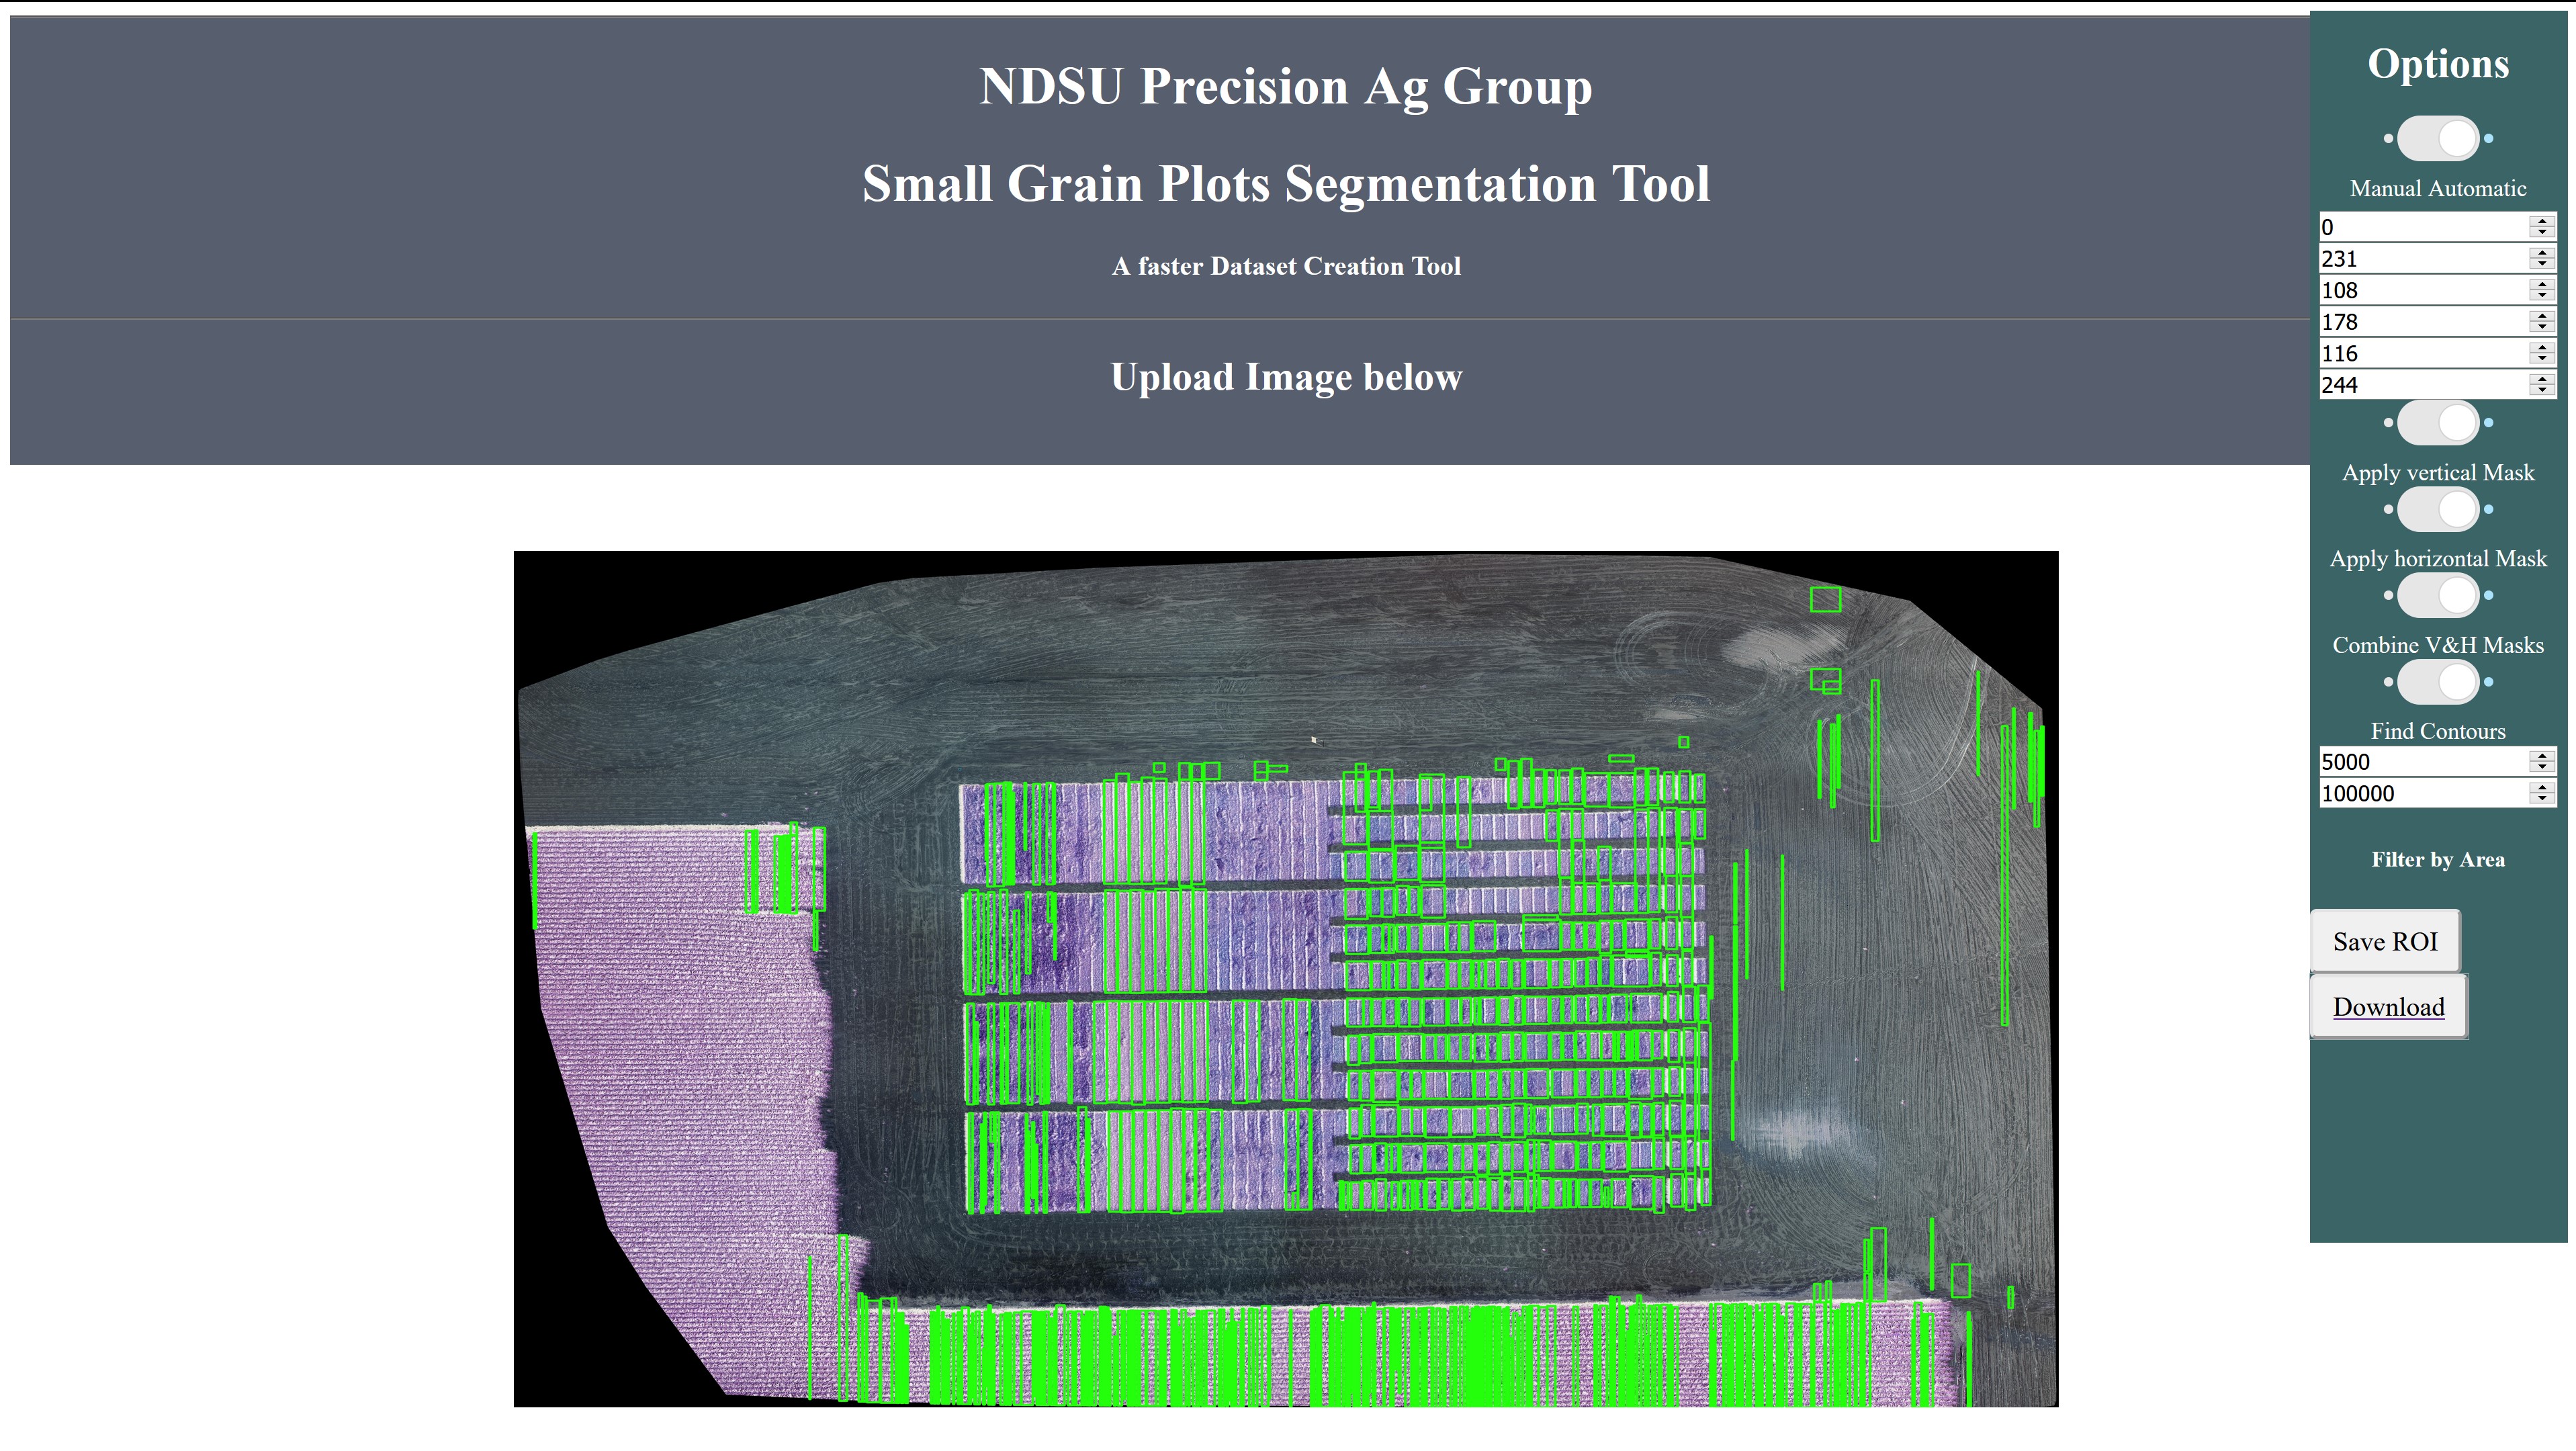 NDSU Precision Ag Group
Small Grain Plots Segmentation Tool
A faster Dataset Creation Tool
Upload Image below
Options
Manual Automatic
0
231
108
178
116
244
Apply vertical Mask
Apply horizontal Mask
Combine V&H Masks
Find Contours
5000
100000
Filter by Area
Save ROI
Download